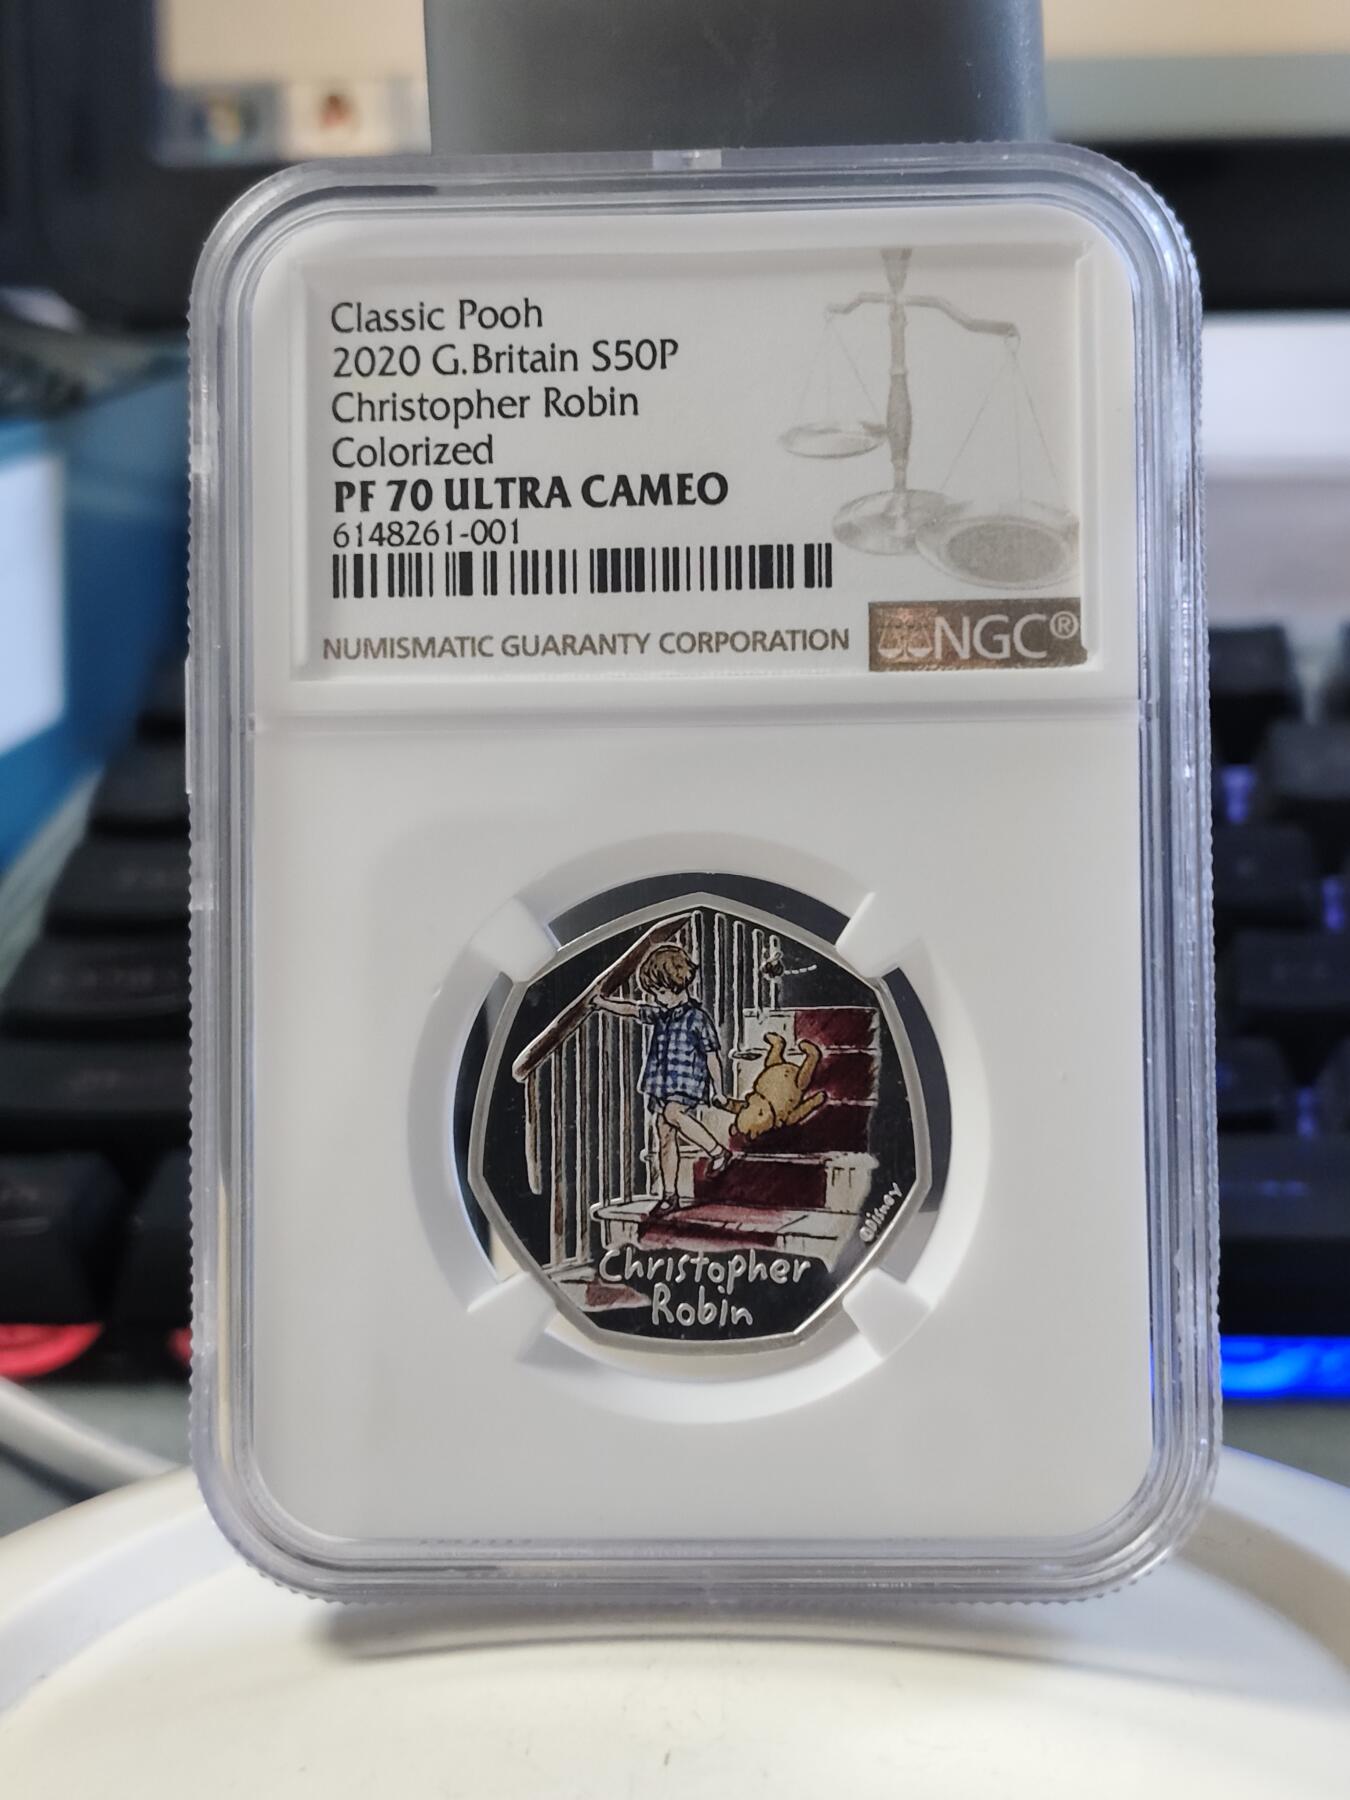 Classic Pooh
2020 G.Britain S50P
Christopher Robin
Colorized
PF 70 ULTRA CAMEO
6148261-001
NUMISMATIC GUARANTY CORPORATION
NGC®
©Disney
Christopher
Robin